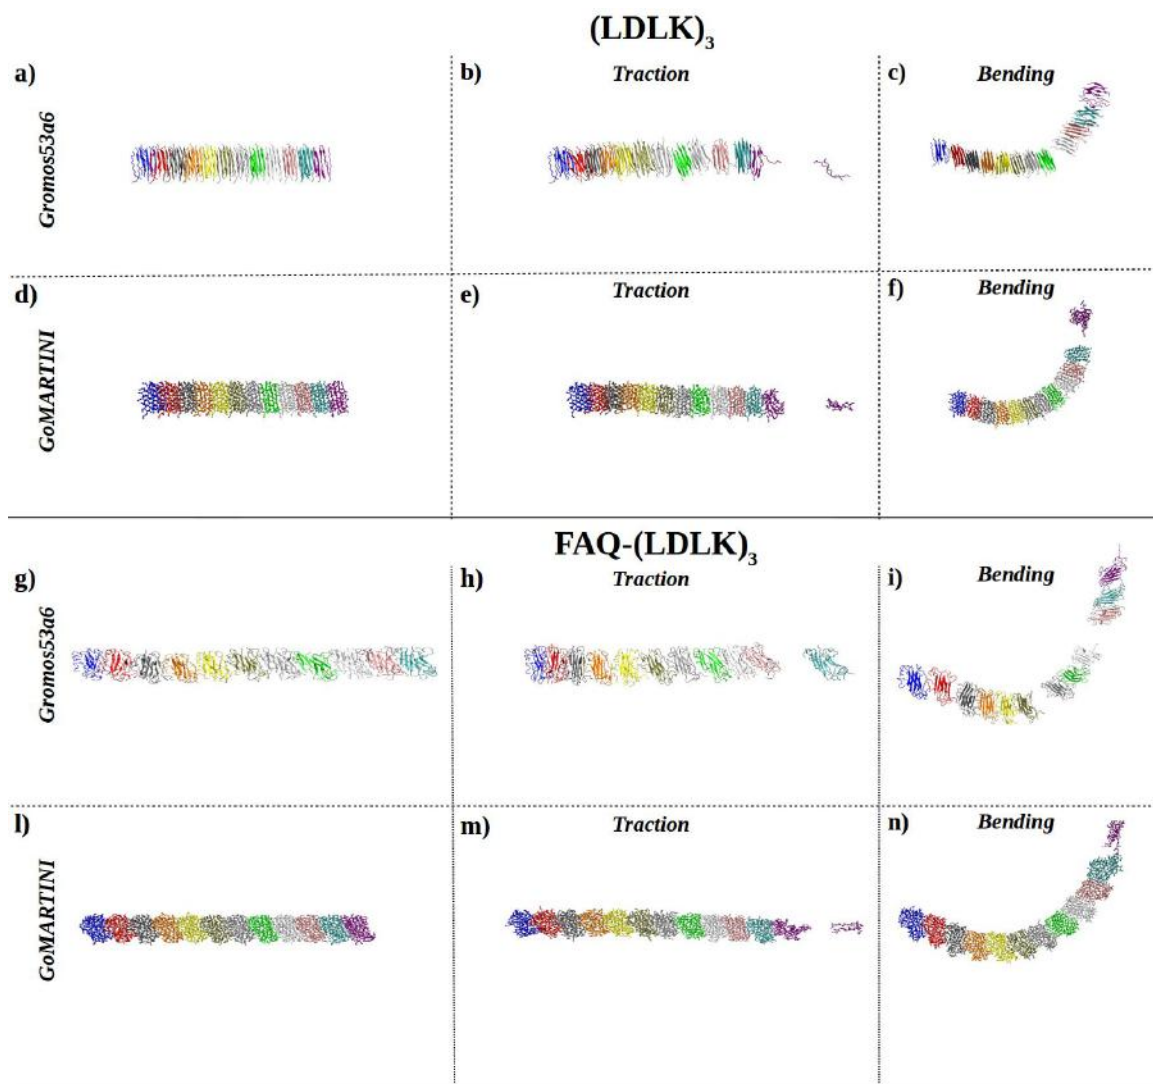 (LDLK)3
a)
b)
Traction
c)
Bending
Gromos53a6
d)
e)
Traction
f)
Bending
GoMARTINI
FAQ-(LDLK)3
g)
h)
Traction
i)
Bending
Gromos53a6
l)
m)
Traction
n)
Bending
GoMARTINI